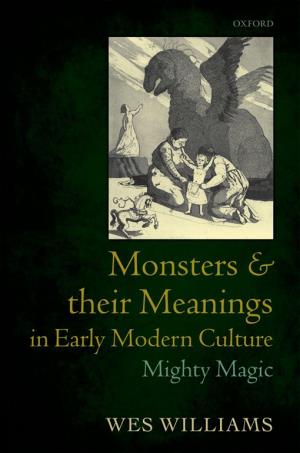 OXFORD
Monsters &
their Meanings
in Early Modern Culture
Mighty Magic
WES WILLIAMS